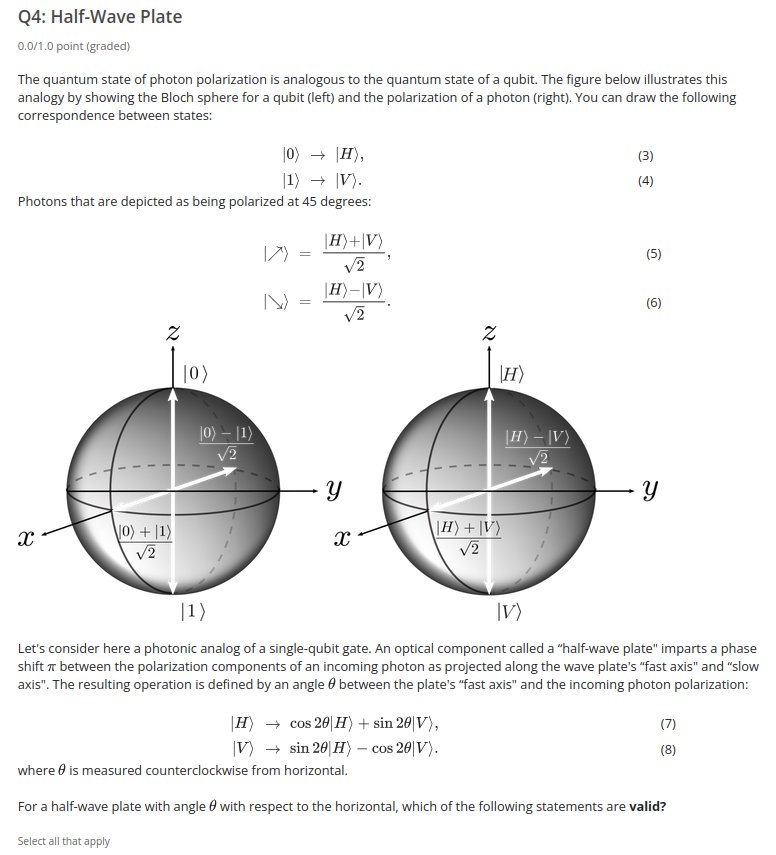 Q4: Half-Wave Plate
0.0/1.0 point (graded)
The quantum state of photon polarization is analogous to the quantum state of a qubit. The figure below illustrates this
analogy by showing the Bloch sphere for a qubit (left) and the polarization of a photon (right). You can draw the following
correspondence between states:
|0⟩ → |H⟩, (3)
|1⟩ → |V⟩. (4)
Photons that are depicted as being polarized at 45 degrees:
|↗⟩ = |H⟩+|V⟩ / √2, (5)
|↘⟩ = |H⟩−|V⟩ / √2. (6)
z z
|0⟩ |H⟩
|0⟩ − |1⟩ / √2 |H⟩ − |V⟩ / √2
y y
x x
|0⟩ + |1⟩ / √2 |H⟩ + |V⟩ / √2
|1⟩ |V⟩
Let's consider here a photonic analog of a single-qubit gate. An optical component called a "half-wave plate" imparts a phase
shift π between the polarization components of an incoming photon as projected along the wave plate's "fast axis" and "slow
axis". The resulting operation is defined by an angle θ between the plate's "fast axis" and the incoming photon polarization:
|H⟩ → cos 2θ|H⟩ + sin 2θ|V⟩, (7)
|V⟩ → sin 2θ|H⟩ − cos 2θ|V⟩. (8)
where θ is measured counterclockwise from horizontal.
For a half-wave plate with angle θ with respect to the horizontal, which of the following statements are valid?
Select all that apply